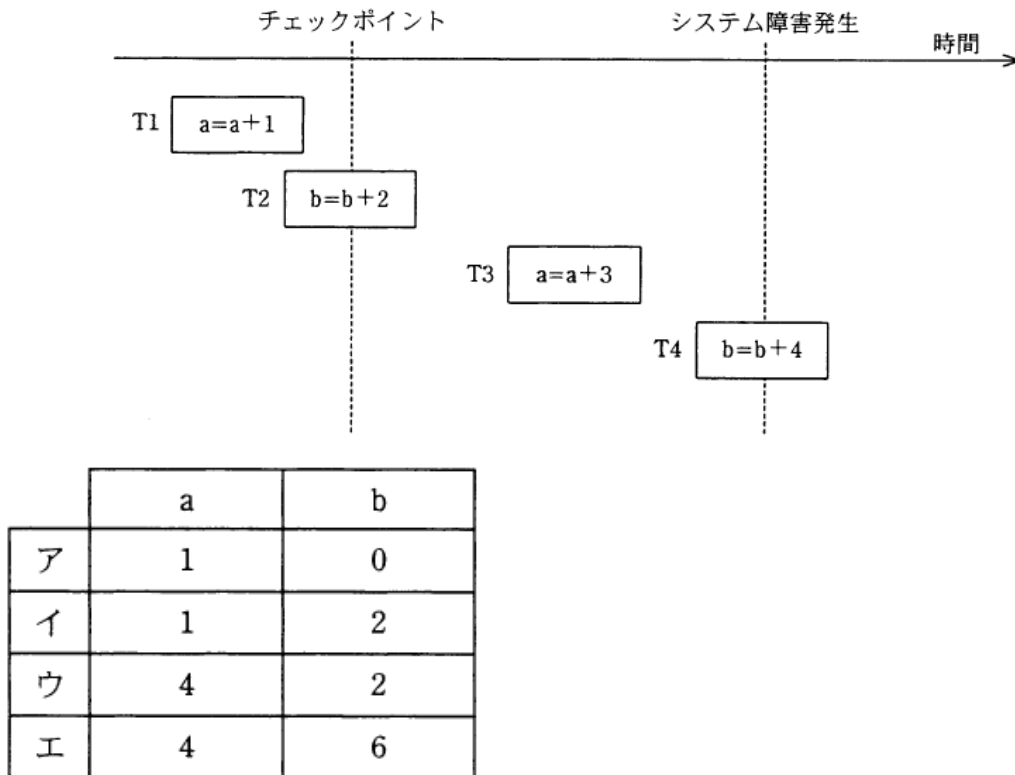 チェックポイント システム障害発生
時間
T1 a=a+1
T2 b=b+2
T3 a=a+3
T4 b=b+4
a b
ア 1 0
イ 1 2
ウ 4 2
エ 4 6